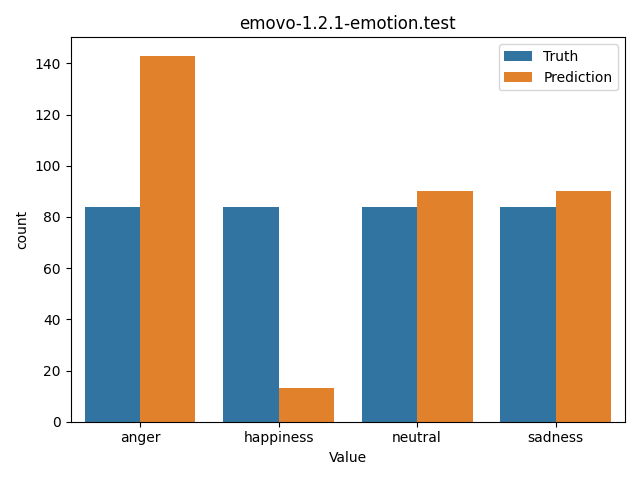 emovo-1.2.1-emotion.test
Truth
Prediction
140
120
100
80
60
40
20
0
count
anger happiness neutral sadness
Value